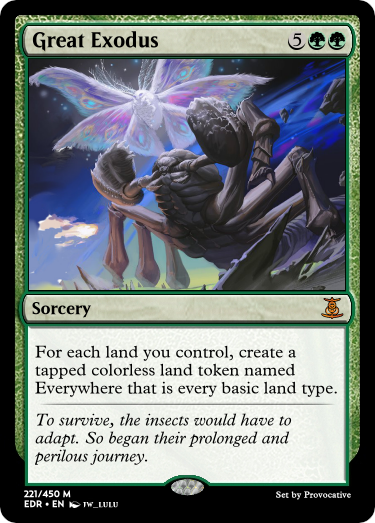 Great Exodus 5
Sorcery
For each land you control, create a
tapped colorless land token named
Everywhere that is every basic land type.
To survive, the insects would have to
adapt. So began their prolonged and
perilous journey.
221/450 M
EDR • EN JW_LULU
Set by Provocative